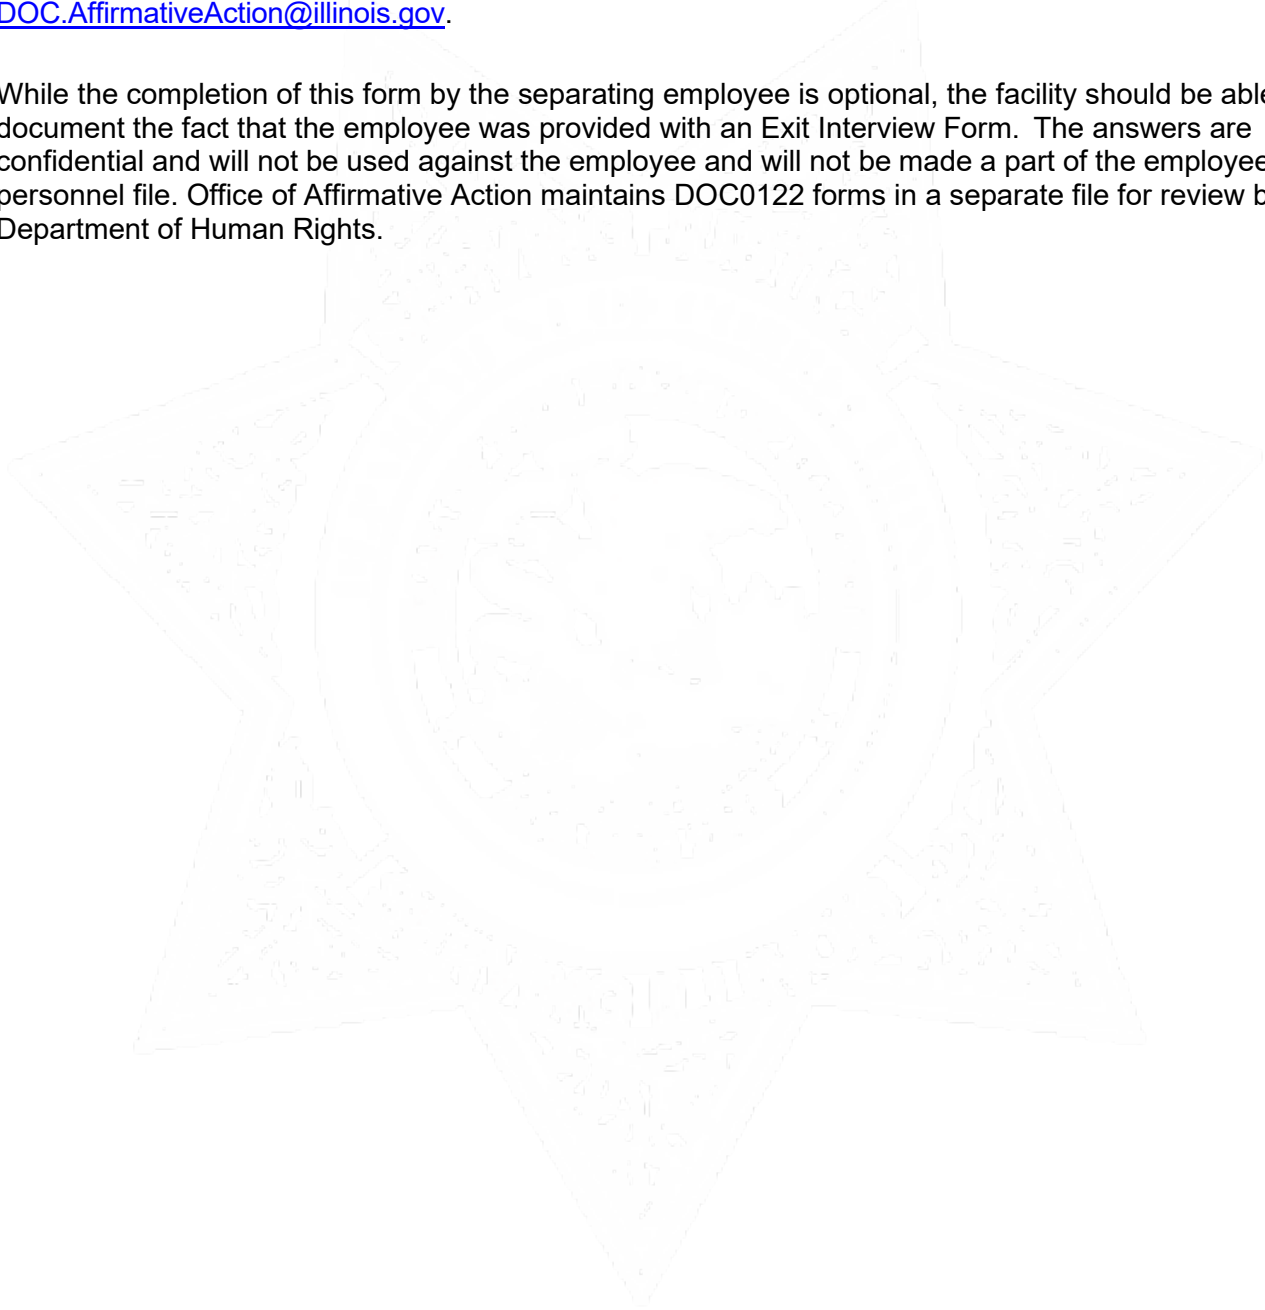 DOC.AffirmativeAction@illinois.gov.
While the completion of this form by the separating employee is optional, the facility should be able
document the fact that the employee was provided with an Exit Interview Form. The answers are
confidential and will not be used against the employee and will not be made a part of the employee
personnel file. Office of Affirmative Action maintains DOC0122 forms in a separate file for review b
Department of Human Rights.